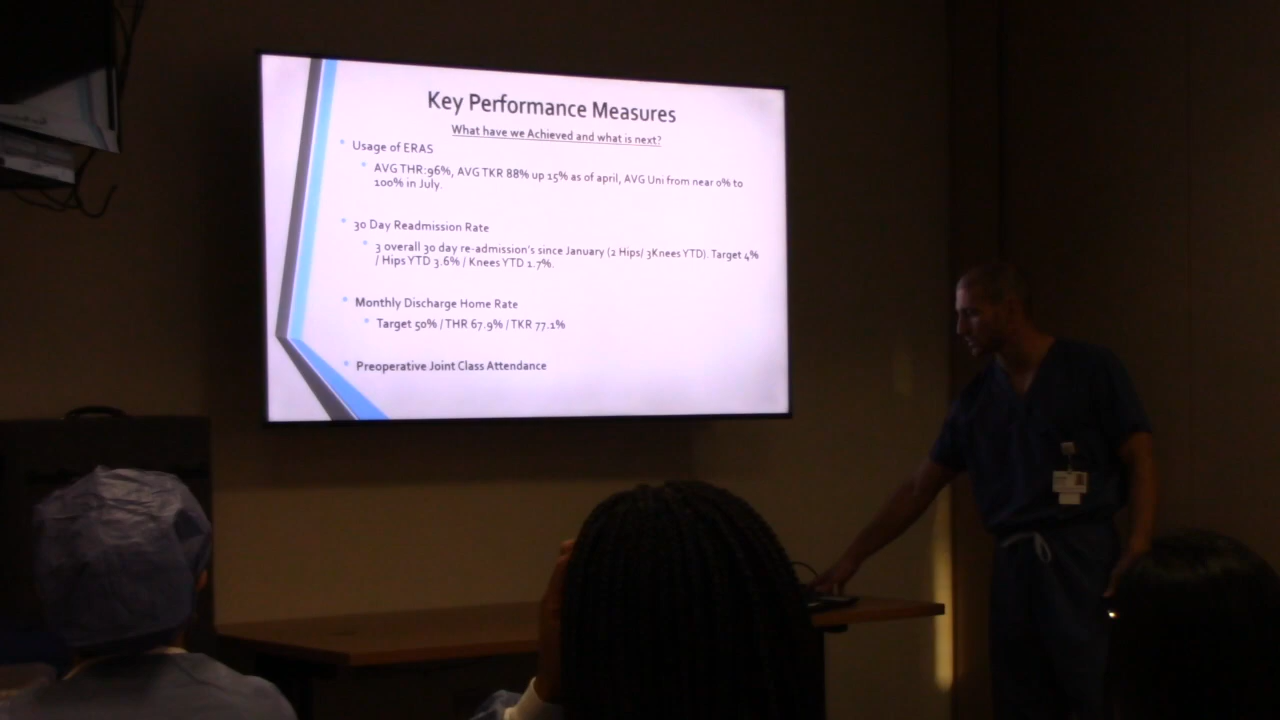 Key Performance Measures
What have we Achieved and what is next?
Usage of ERAS
AVG THR:96%, AVG TKR 88% up 15% as of april, AVG Uni from near 0% to
100% in July.
30 Day Readmission Rate
3 overall 30 day re-admission's since January (2 Hips/ 3Knees YTD). Target 4%
/ Hips YTD 3.6% / Knees YTD 1.7%.
Monthly Discharge Home Rate
Target 50% / THR 67.9% / TKR 77.1%
Preoperative Joint Class Attendance